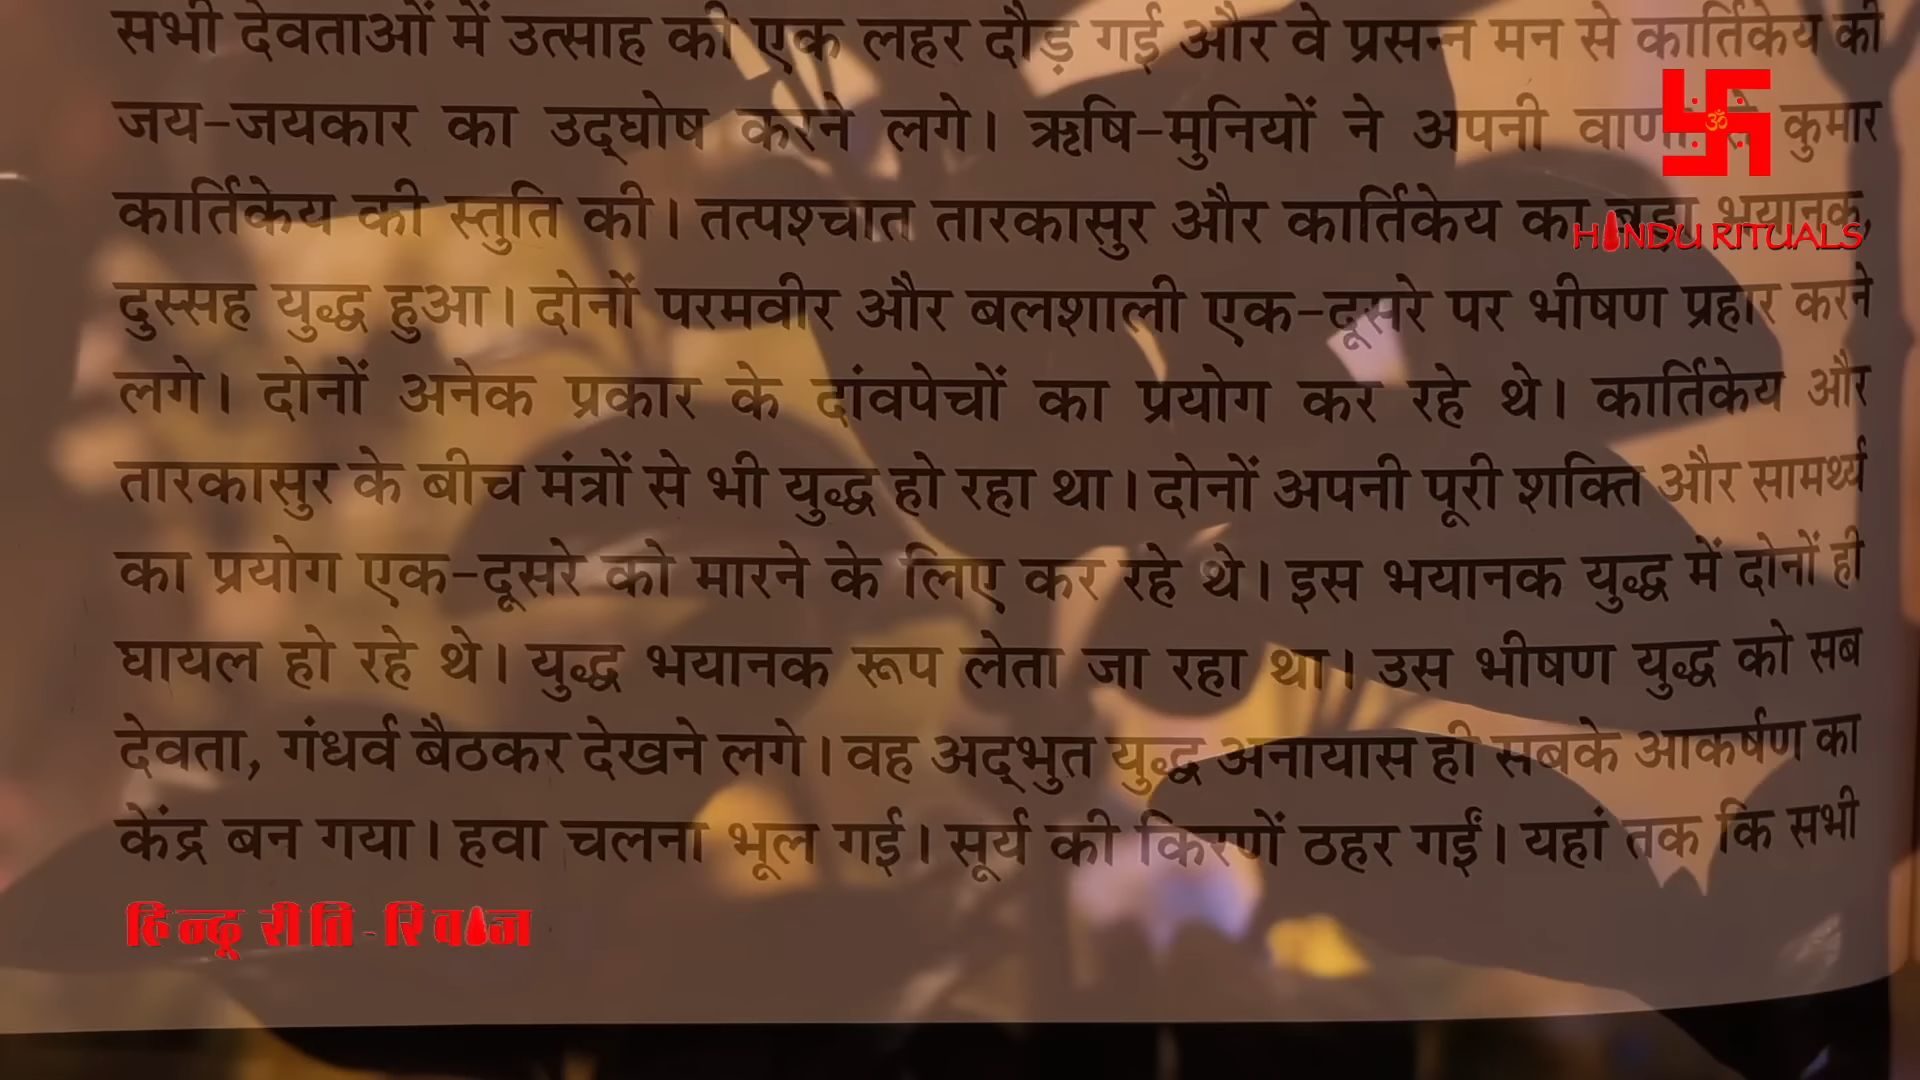 सभी देवताओं में उत्साह की एक लहर दौड़ गई और वे प्रसन्न मन से कार्तिकेय की
जय-जयकार का उद्घोष करने लगे। ऋषि-मुनियों ने अपनी वाणी से कुमार
कार्तिकेय की स्तुति की। तत्पश्चात तारकासुर और कार्तिकेय का बड़ा भयानक,
दुस्सह युद्ध हुआ। दोनों परमवीर और बलशाली एक-दूसरे पर भीषण प्रहार करने
लगे। दोनों अनेक प्रकार के दांवपेचों का प्रयोग कर रहे थे। कार्तिकेय और
तारकासुर के बीच मंत्रों से भी युद्ध हो रहा था। दोनों अपनी पूरी शक्ति और सामर्थ्य
का प्रयोग एक-दूसरे को मारने के लिए कर रहे थे। इस भयानक युद्ध में दोनों ही
घायल हो रहे थे। युद्ध भयानक रूप लेता जा रहा था। उस भीषण युद्ध को सब
देवता, गंधर्व बैठकर देखने लगे। वह अद्भुत युद्ध अनायास ही सबके आकर्षण का
केंद्र बन गया। हवा चलना भूल गई। सूर्य की किरणें ठहर गईं। यहां तक कि सभी
ॐ
HINDU RITUALS
हिन्दू रीति-रिवाज